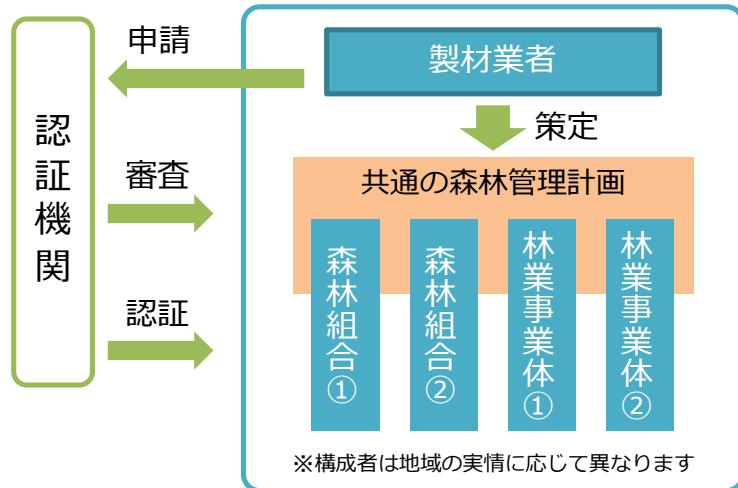 申請
製材業者
認証機関
策定
審査
共通の森林管理計画
森林組合①
森林組合②
林業事業体①
林業事業体②
認証
※構成者は地域の実情に応じて異なります